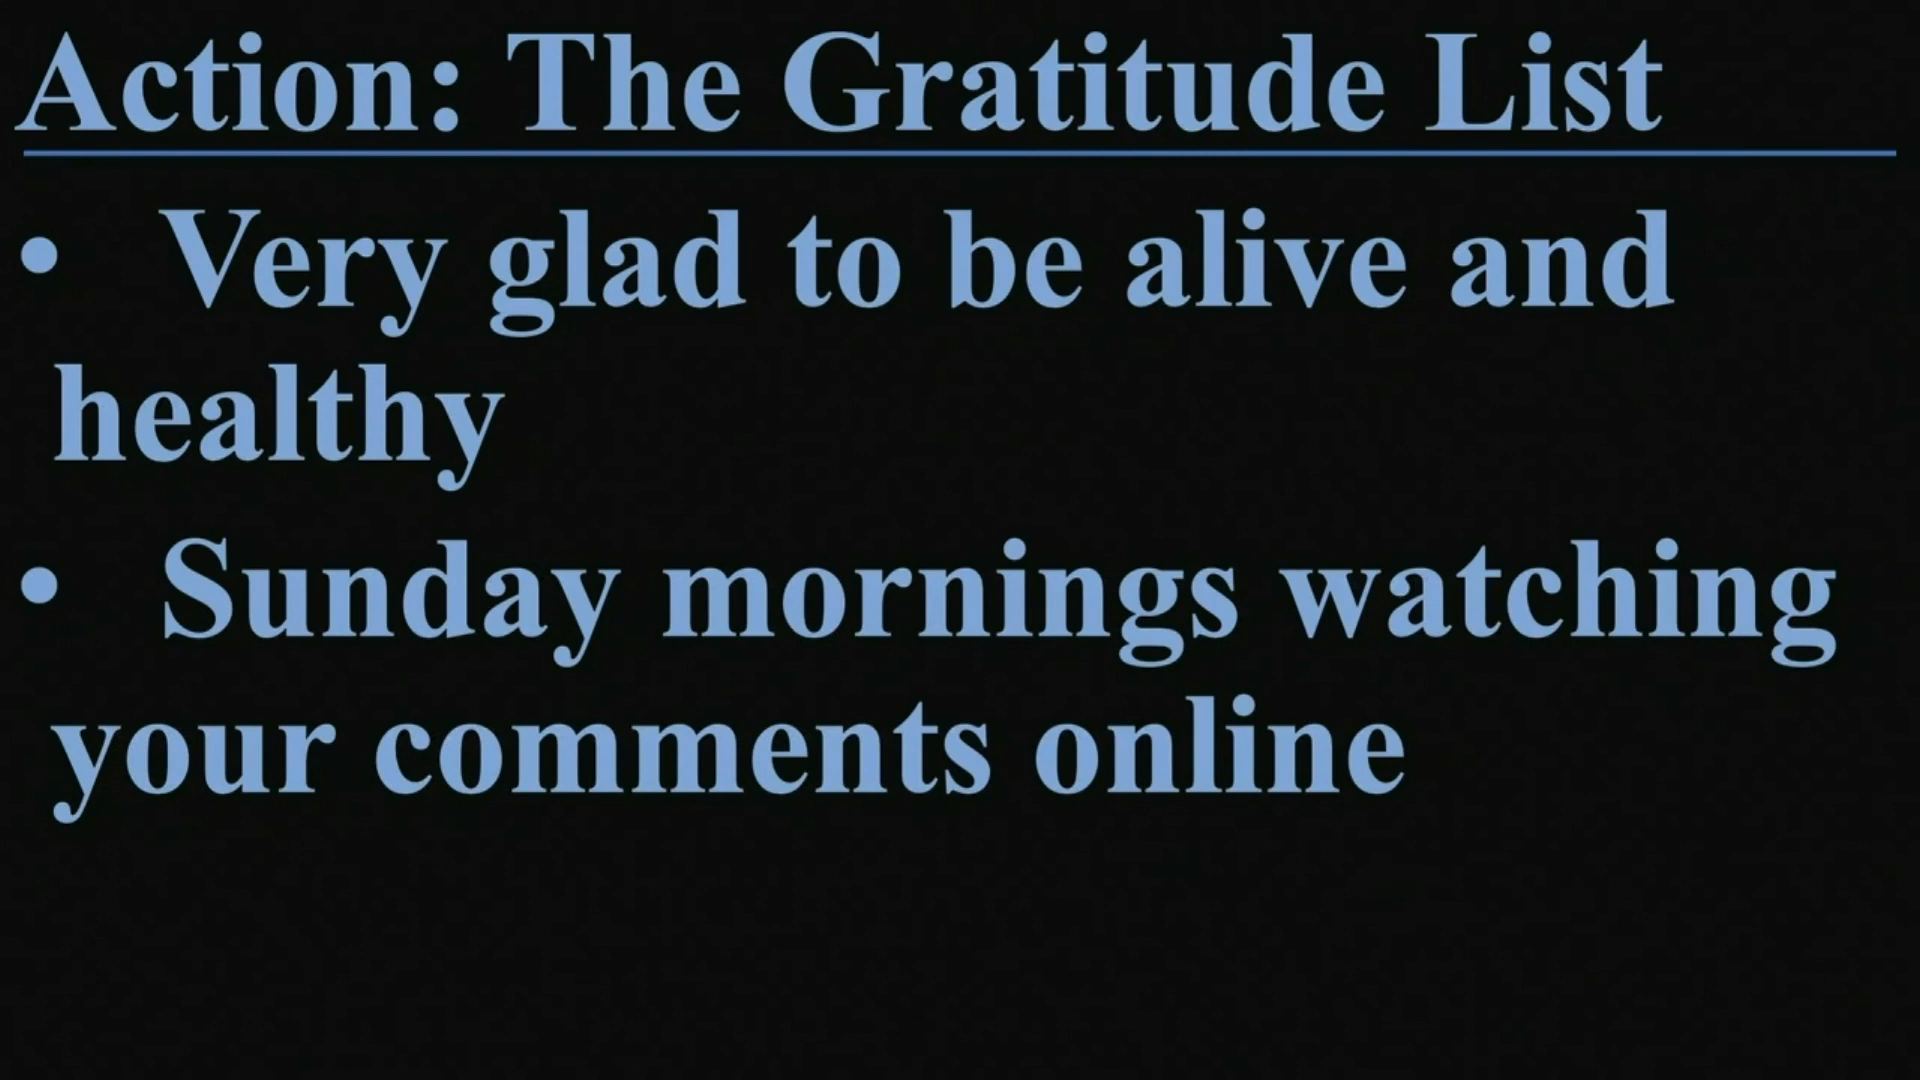 Action: The Gratitude List
• Very glad to be alive and
healthy
• Sunday mornings watching
your comments online